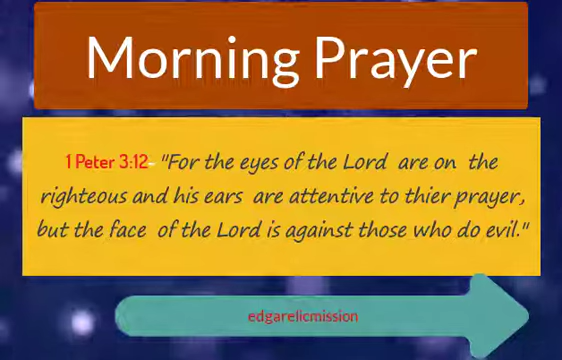 Morning Prayer
1 Peter 3:12- "For the eyes of the Lord are on the
righteous and his ears are attentive to thier prayer,
but the face of the Lord is against those who do evil."
edgarelicmission